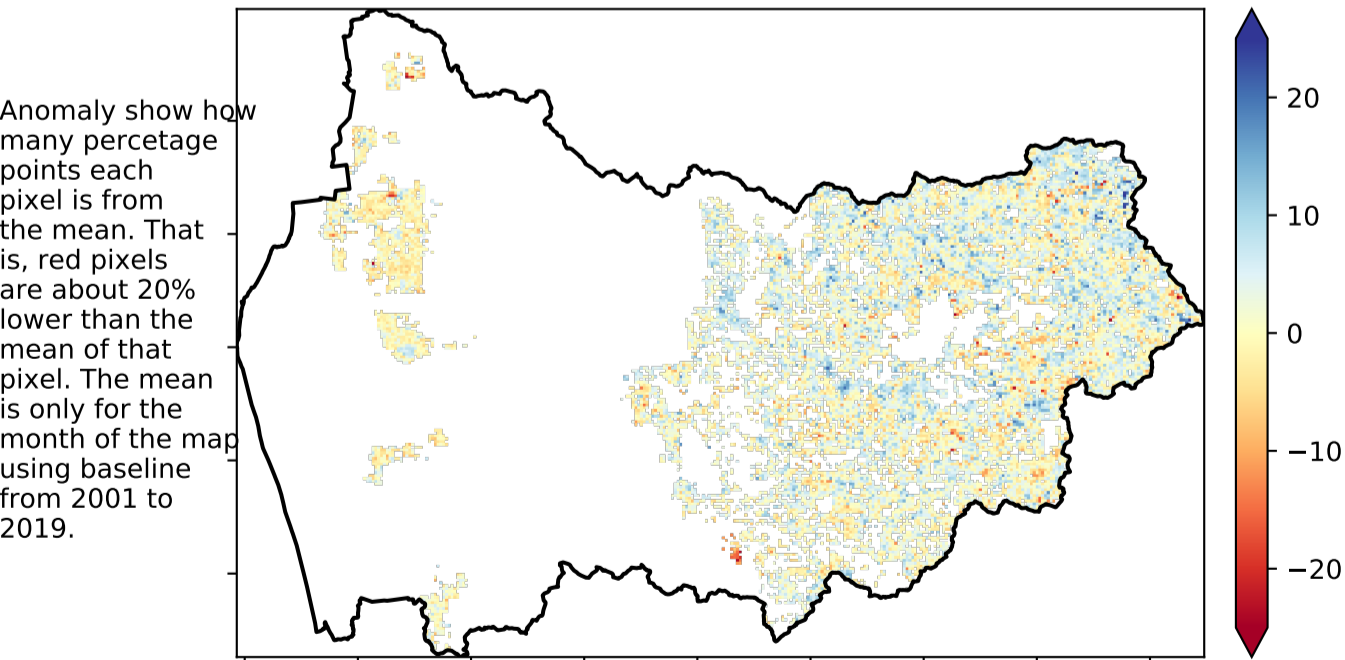 Anomaly show how
many percetage
points each
pixel is from
the mean. That
is, red pixels
are about 20%
lower than the
mean of that
pixel. The mean
is only for the
month of the map
using baseline
from 2001 to
2019.
20
10
0
−10
−20